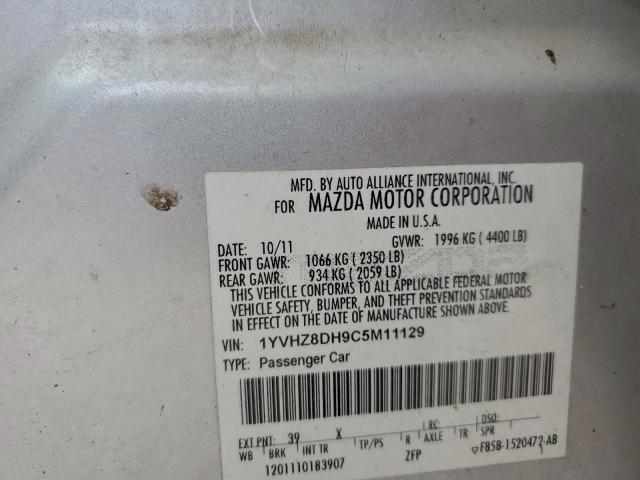 MFD. BY AUTO ALLIANCE INTERNATIONAL, INC.
FOR MAZDA MOTOR CORPORATION
MADE IN U.S.A.
DATE: 10/11 GVWR: 1996 KG ( 4400 LB)
FRONT GAWR: 1066 KG ( 2350 LB)
REAR GAWR: 934 KG ( 2059 LB)
THIS VEHICLE CONFORMS TO ALL APPLICABLE FEDERAL MOTOR
VEHICLE SAFETY, BUMPER, AND THEFT PREVENTION STANDARDS
IN EFFECT ON THE DATE OF MANUFACTURE SHOWN ABOVE.
VIN: 1YVHZ8DH9C5M11129
TYPE: Passenger Car
EXT PNT: 39 X RC: DSO:
WB BRK INT TR TP/PS R AXLE TR SPR
1201110183907 ZFP ▽F85B-1520472-AB